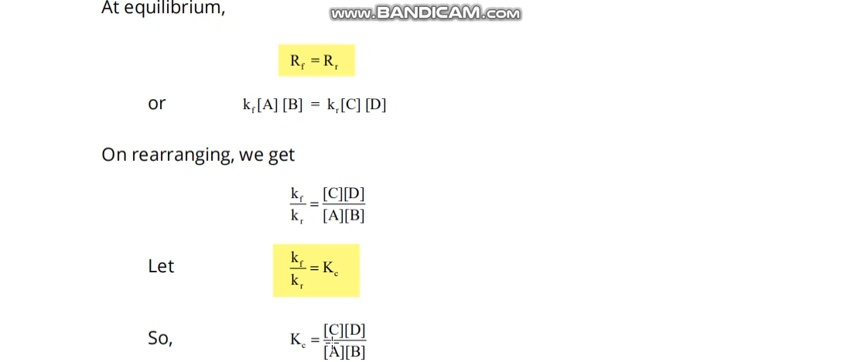 At equilibrium,
www.BANDICAM.com
R_f = R_r
or k_f[A] [B] = k_r[C] [D]
On rearranging, we get
k_f/k_r = [C][D]/[A][B]
Let k_f/k_r = K_c
So, K_c = [C][D]/[A][B]